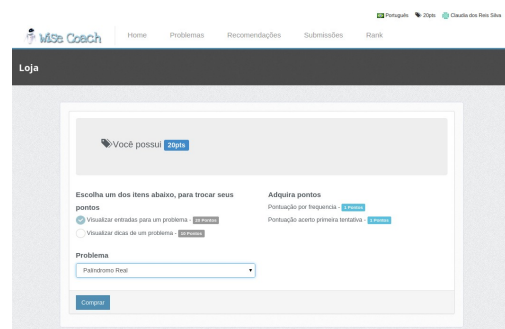 Português 20pts Claudia dos Reis Silva
Wise Coach Home Problemas Recomendações Submissões Rank
Loja
Você possui 20pts
Escolha um dos itens abaixo, para trocar seus pontos
Visualizar entradas para um problema - 20 Pontos
Visualizar dicas de um problema - 10 Pontos
Adquira pontos
Pontuação por frequencia - 1 Pontos
Pontuação acerto primeira tentativa - 1 Pontos
Problema
Palíndromo Real
Comprar